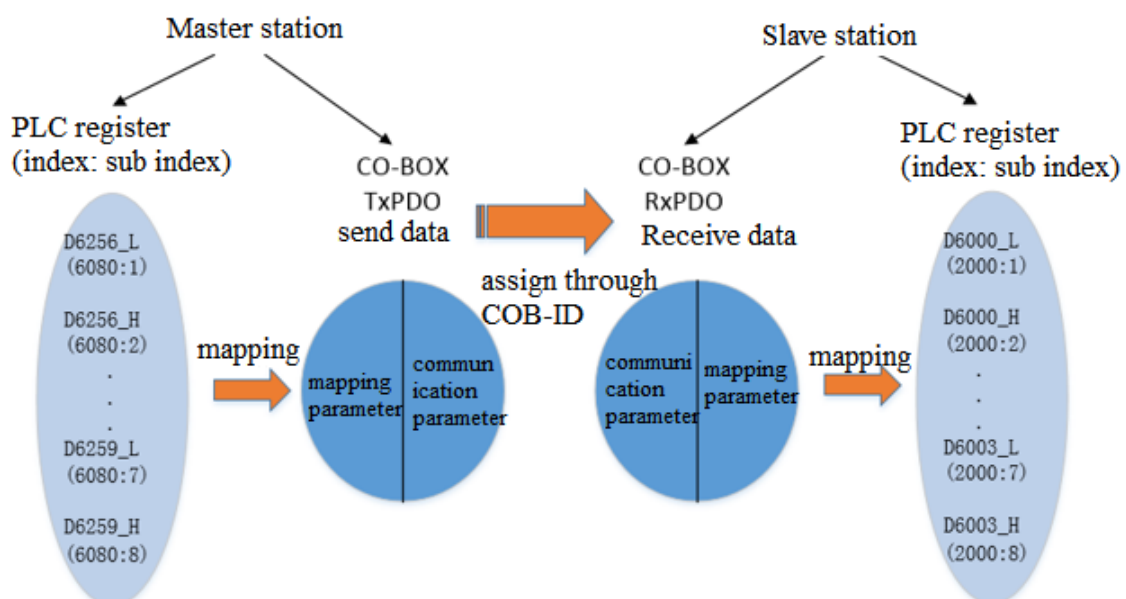 Master station
Slave station
PLC register
(index: sub index)
CO-BOX
TxPDO
send data
CO-BOX
RxPDO
Receive data
PLC register
(index: sub index)
D6256_L
(6080:1)
D6256_H
(6080:2)
.
.
.
D6259_L
(6080:7)
D6259_H
(6080:8)
mapping
mapping
parameter
commun
ication
parameter
assign through
COB-ID
communi
cation
parameter
mapping
parameter
mapping
D6000_L
(2000:1)
D6000_H
(2000:2)
.
.
.
D6003_L
(2000:7)
D6003_H
(2000:8)